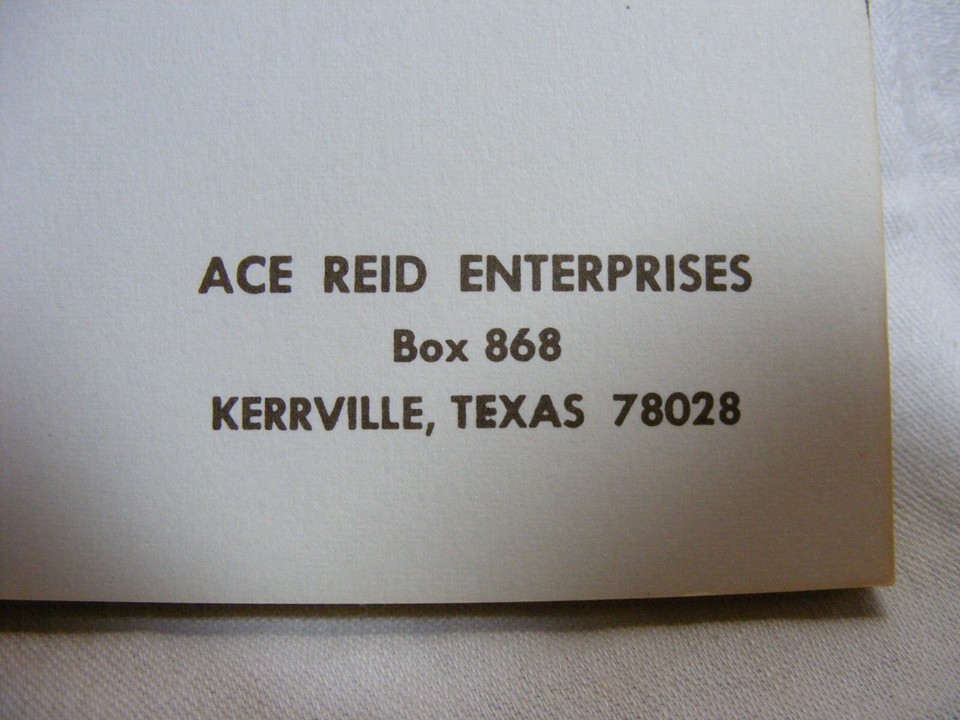 ACE REID ENTERPRISES
Box 868
KERRVILLE, TEXAS 78028